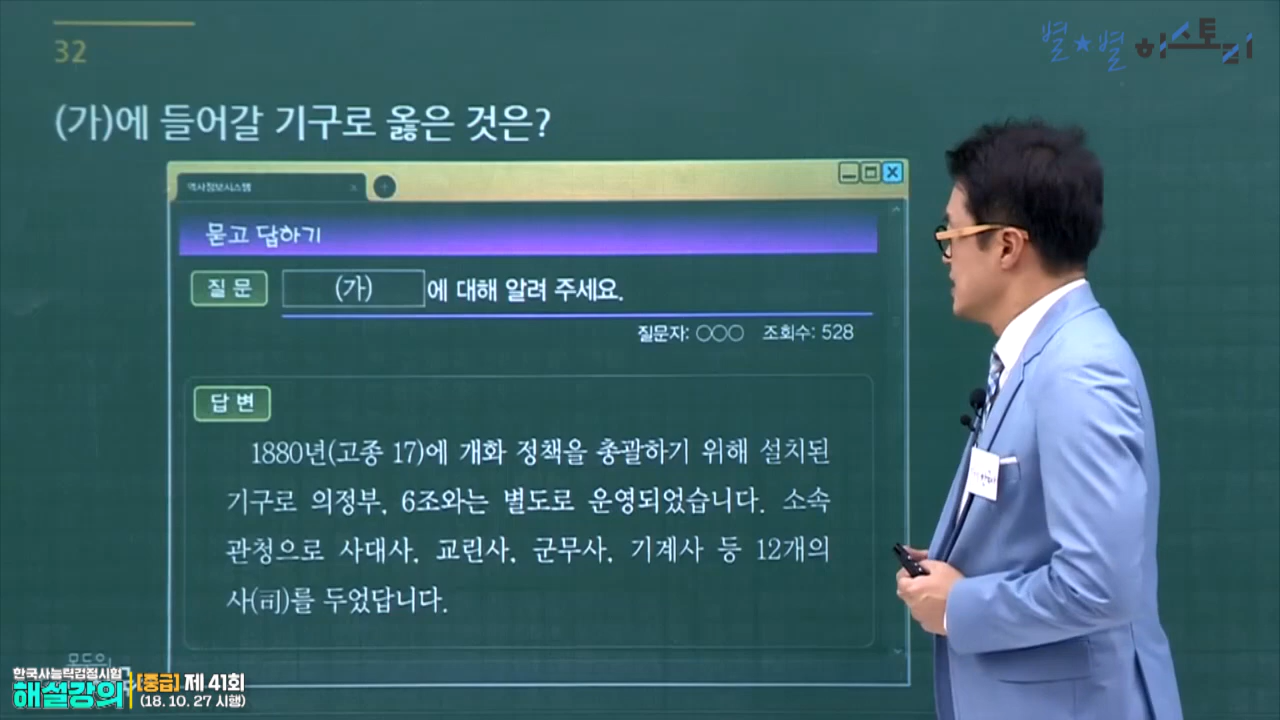 32
별★별 히스토리
(가)에 들어갈 기구로 옳은 것은?
역사정보시스템
묻고 답하기
질문 (가)에 대해 알려 주세요.
질문자: ○○○ 조회수: 528
답변
1880년(고종 17)에 개화 정책을 총괄하기 위해 설치된
기구로 의정부, 6조와는 별도로 운영되었습니다. 소속
관청으로 사대사, 교린사, 군무사, 기계사 등 12개의
사(司)를 두었답니다.
모두의
한국사능력검정시험
해설강의
[중급] 제 41회
(18. 10. 27 시행)